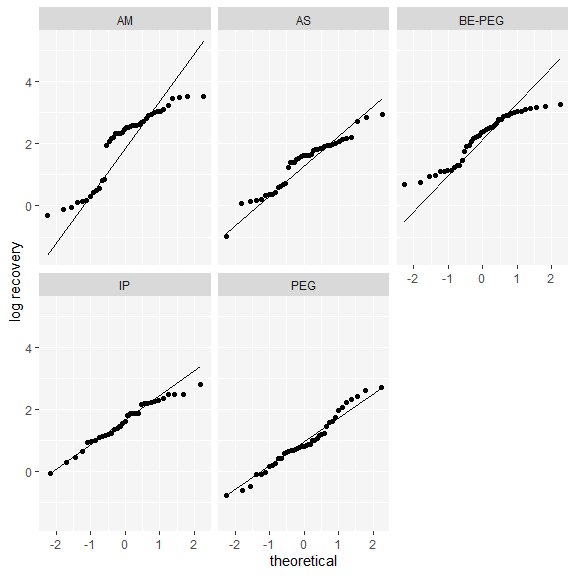 AM AS BE-PEG
4
2
0
-2 -1 0 1 2
IP PEG
4
2
0
-2 -1 0 1 2 -2 -1 0 1 2
log recovery
theoretical